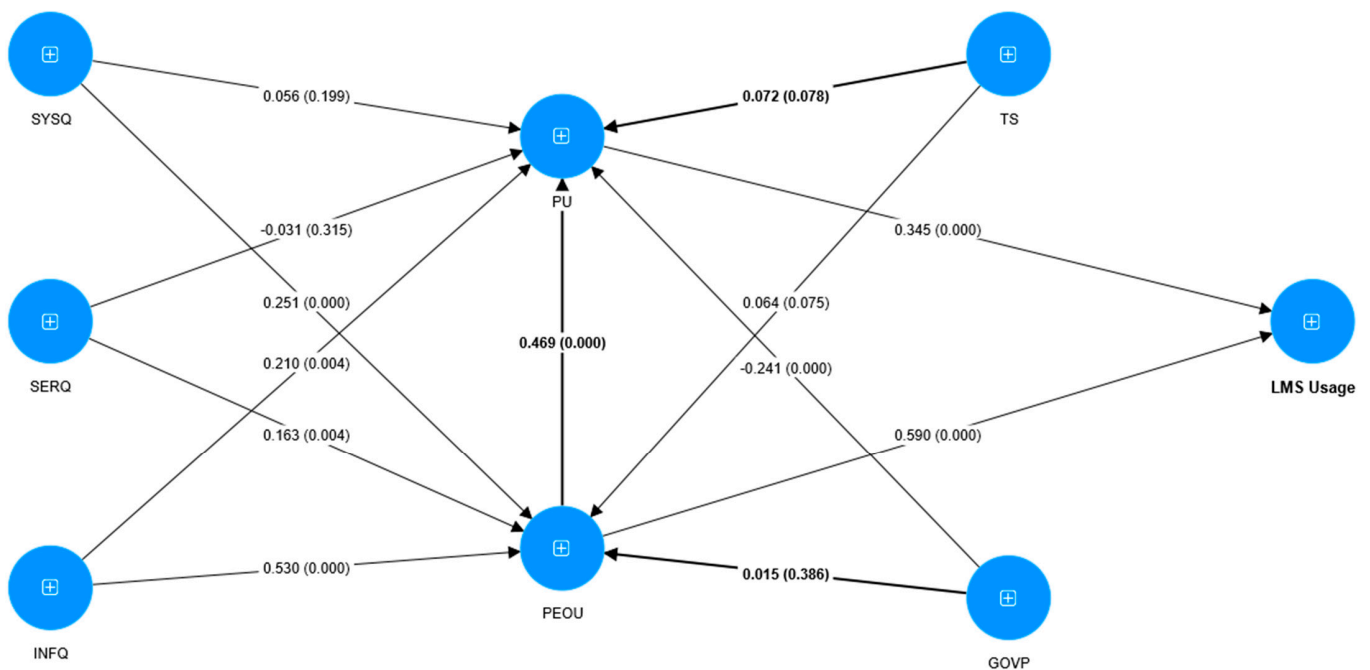 SYSQ
0.056 (0.199)
0.072 (0.078)
TS
PU
-0.031 (0.315)
0.345 (0.000)
0.251 (0.000)
0.064 (0.075)
SERQ
0.469 (0.000)
0.210 (0.004)
-0.241 (0.000)
LMS Usage
0.163 (0.004)
0.590 (0.000)
0.530 (0.000)
0.015 (0.386)
INFQ
PEOU
GOVP